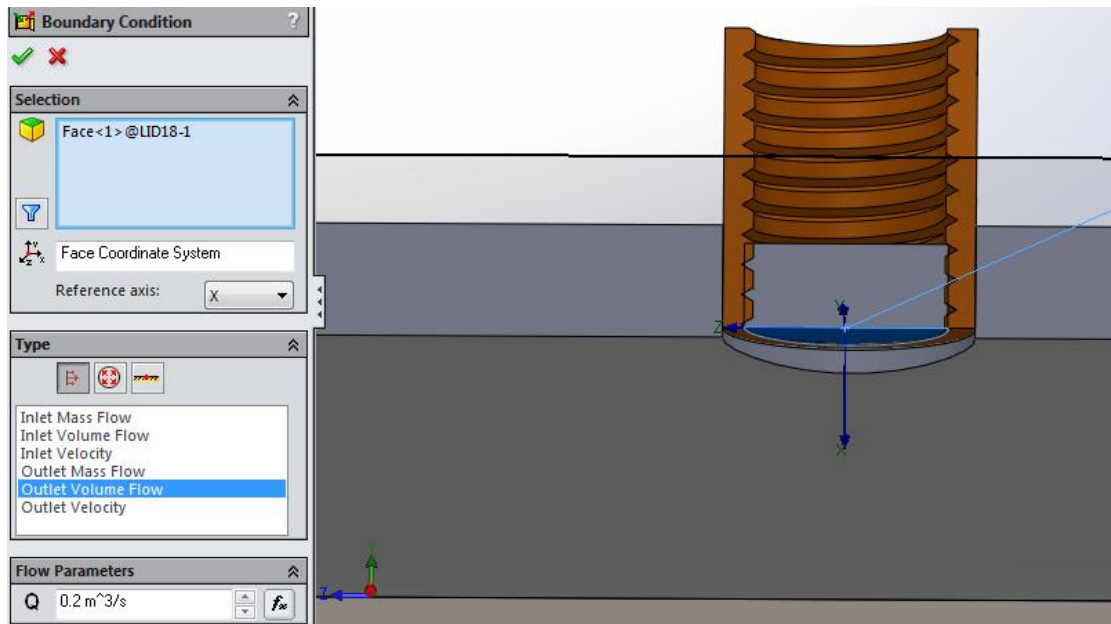 Boundary Condition
?
Selection
Face<1>@LID18-1
Face Coordinate System
Reference axis: X
Type
Inlet Mass Flow
Inlet Volume Flow
Inlet Velocity
Outlet Mass Flow
Outlet Volume Flow
Outlet Velocity
Flow Parameters
Q 0.2 m^3/s fx
Y
Z
X
Y
Z